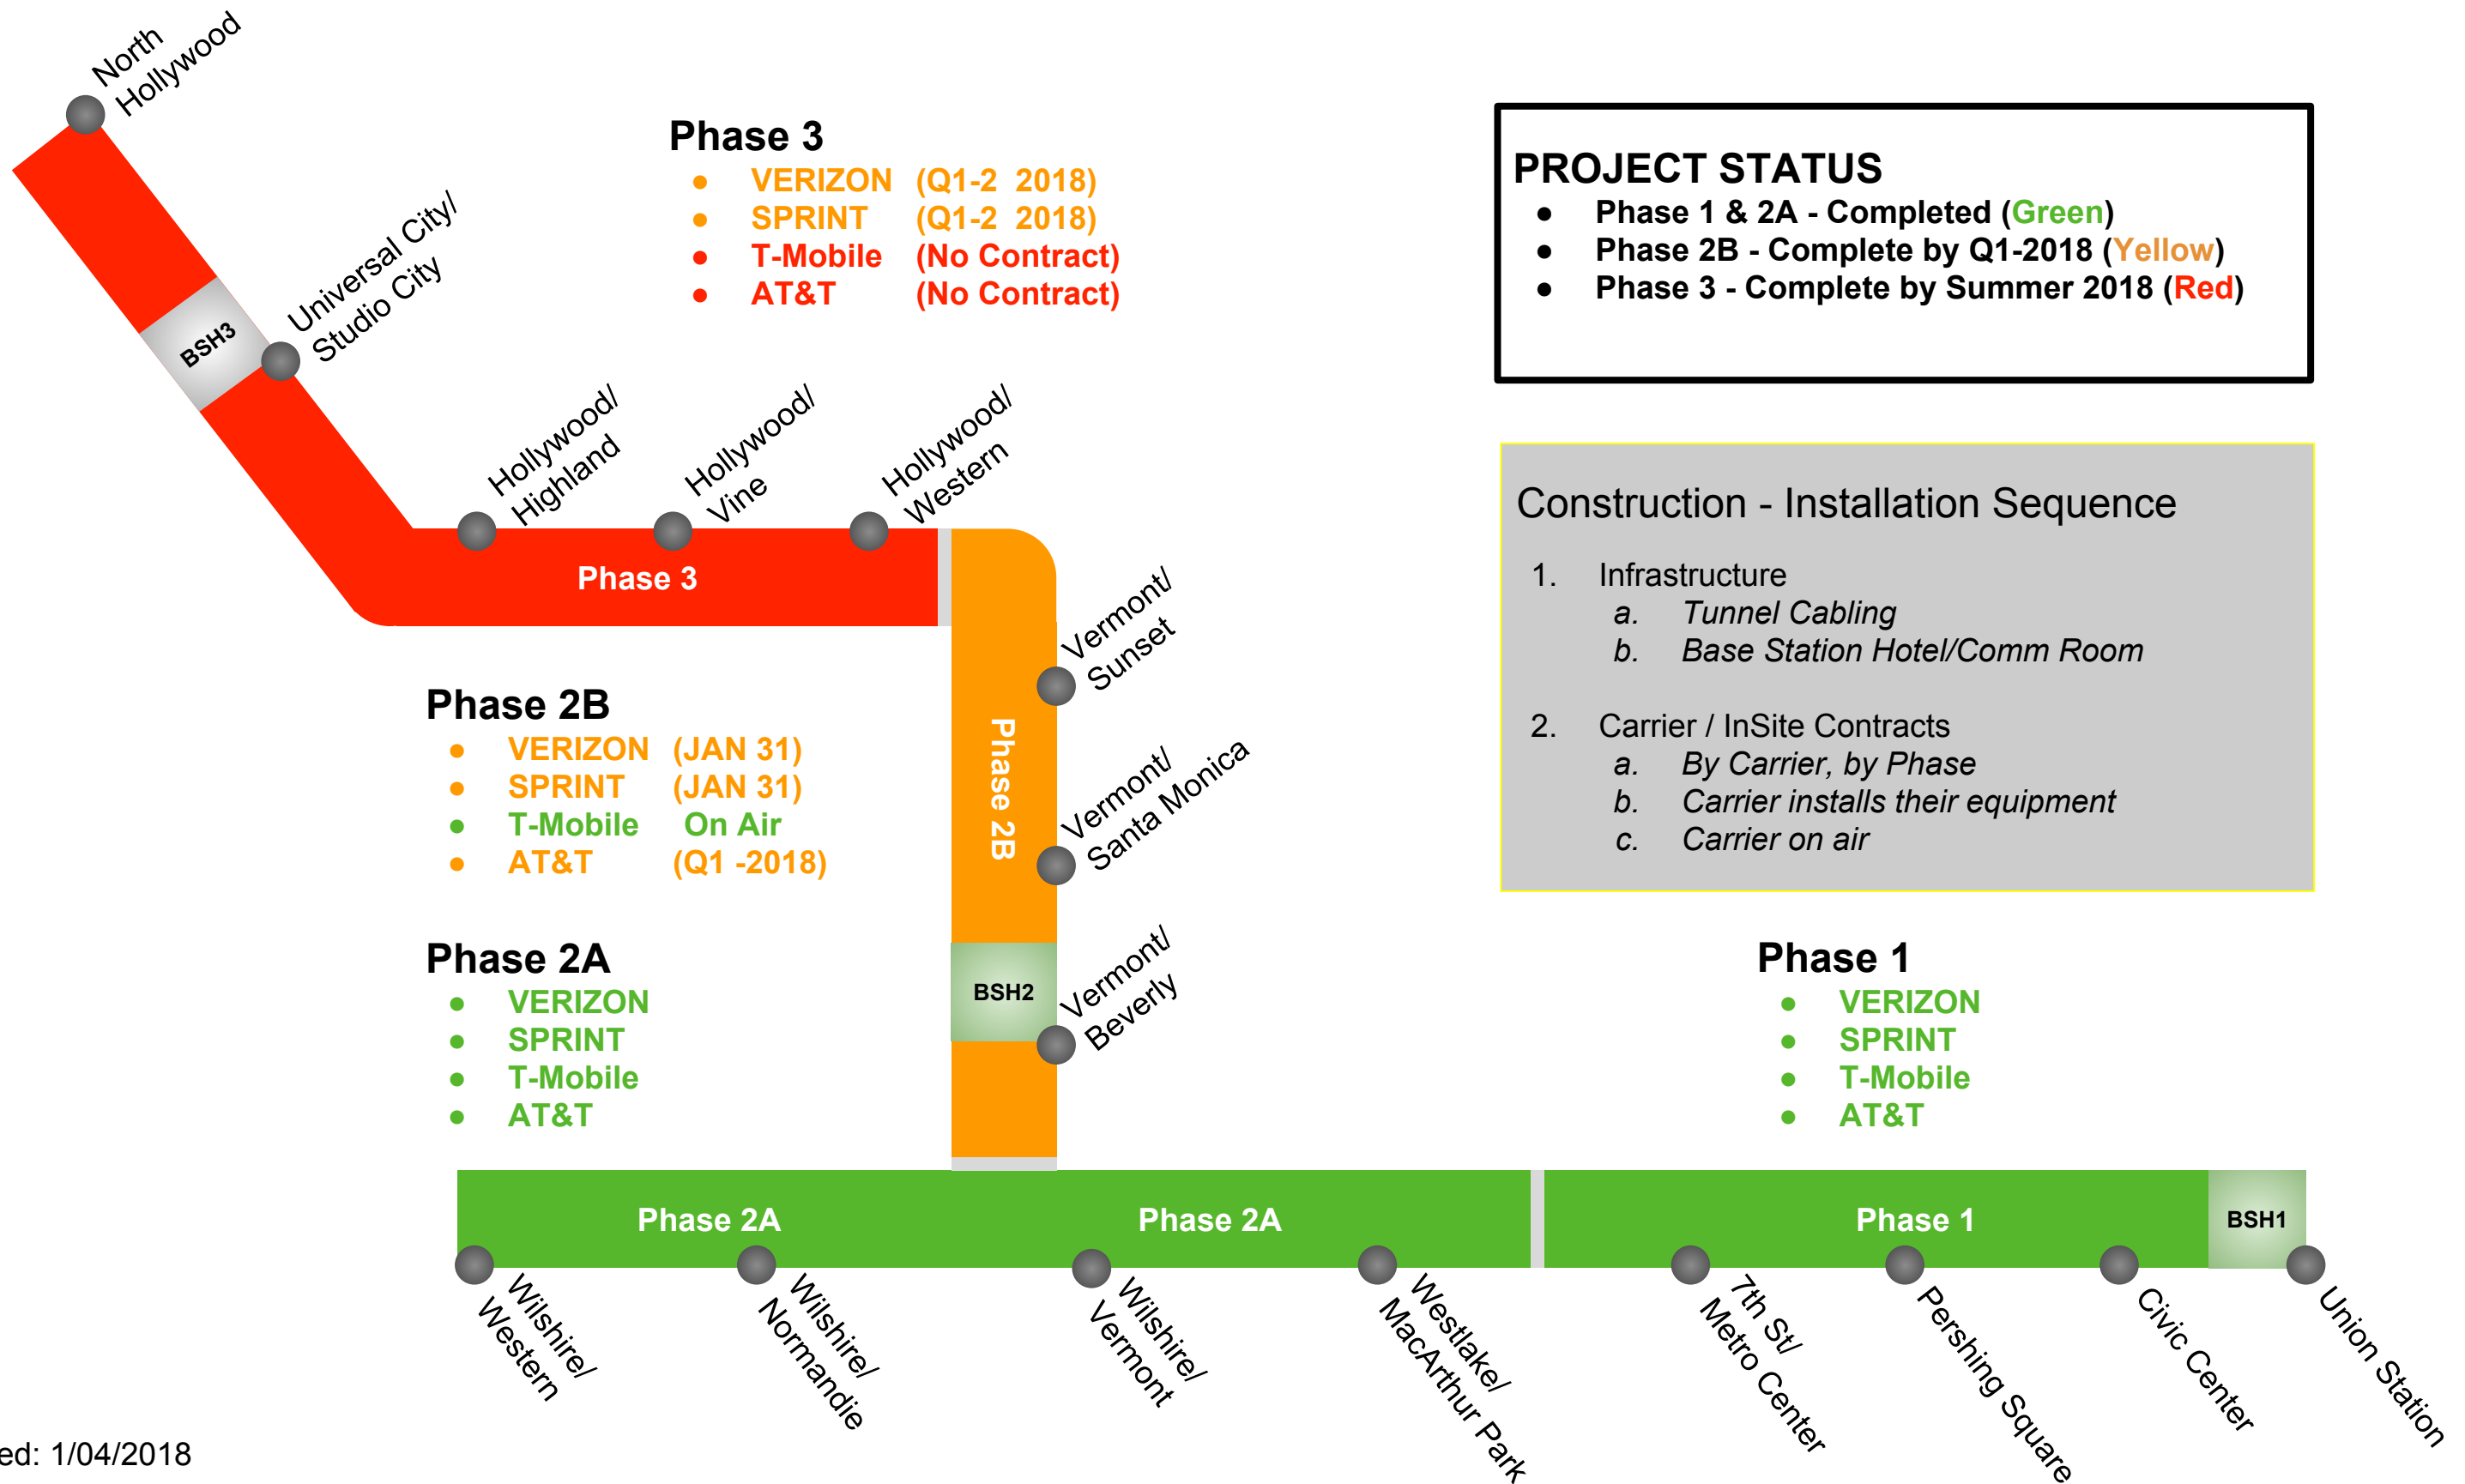 North
Hollywood
Universal City/
Studio City
BSH3
Phase 3
● VERIZON (Q1-2 2018)
● SPRINT (Q1-2 2018)
● T-Mobile (No Contract)
● AT&T (No Contract)
PROJECT STATUS
● Phase 1 & 2A - Completed (Green)
● Phase 2B - Complete by Q1-2018 (Yellow)
● Phase 3 - Complete by Summer 2018 (Red)
Hollywood/
Highland
Hollywood/
Vine
Hollywood/
Western
Phase 3
Construction - Installation Sequence
1. Infrastructure
a. Tunnel Cabling
b. Base Station Hotel/Comm Room
2. Carrier / InSite Contracts
a. By Carrier, by Phase
b. Carrier installs their equipment
c. Carrier on air
Vermont/
Sunset
Phase 2B
Vermont/
Santa Monica
Phase 2B
● VERIZON (JAN 31)
● SPRINT (JAN 31)
● T-Mobile On Air
● AT&T (Q1 -2018)
BSH2
Vermont/
Beverly
Phase 2A
● VERIZON
● SPRINT
● T-Mobile
● AT&T
Phase 1
● VERIZON
● SPRINT
● T-Mobile
● AT&T
Phase 2A
Phase 2A
Phase 1
BSH1
Wilshire/
Western
Wilshire/
Normandie
Wilshire/
Vermont
Westlake/
MacArthur Park
7th St/
Metro Center
Pershing Square
Civic Center
Union Station
ed: 1/04/2018